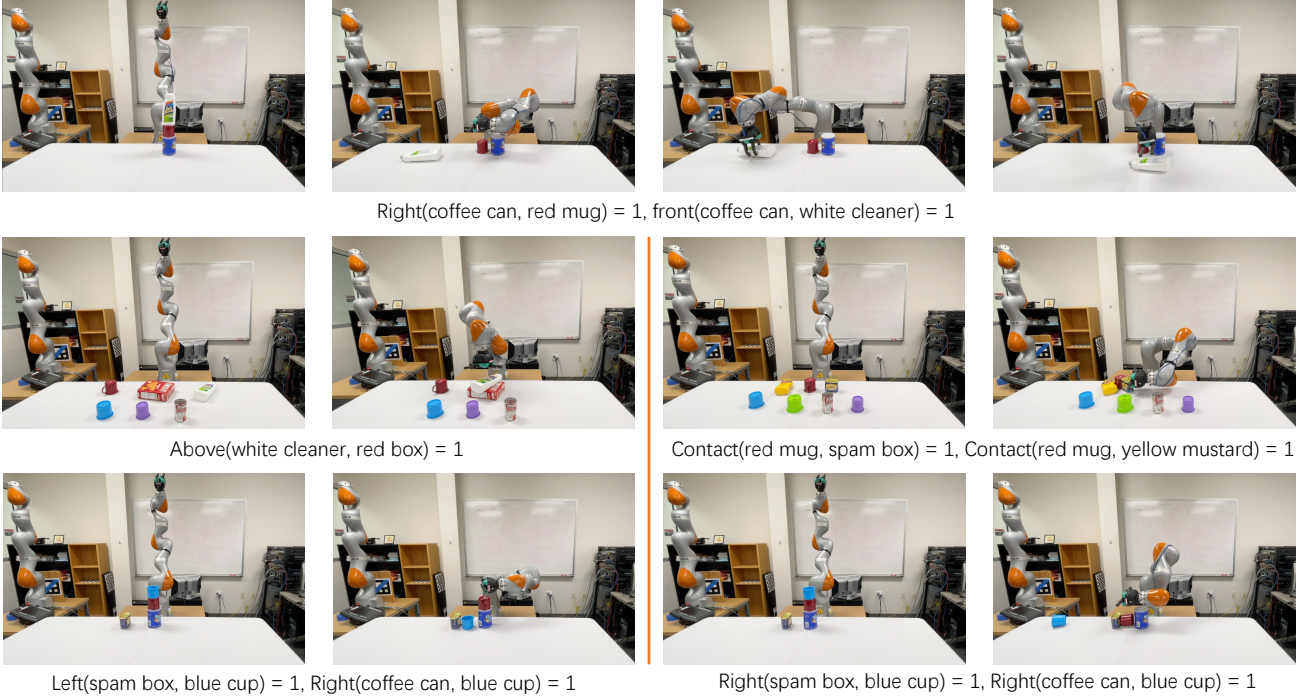 Right(coffee can, red mug) = 1, front(coffee can, white cleaner) = 1
Above(white cleaner, red box) = 1
Contact(red mug, spam box) = 1, Contact(red mug, yellow mustard) = 1
Left(spam box, blue cup) = 1, Right(coffee can, blue cup) = 1
Right(spam box, blue cup) = 1, Right(coffee can, blue cup) = 1